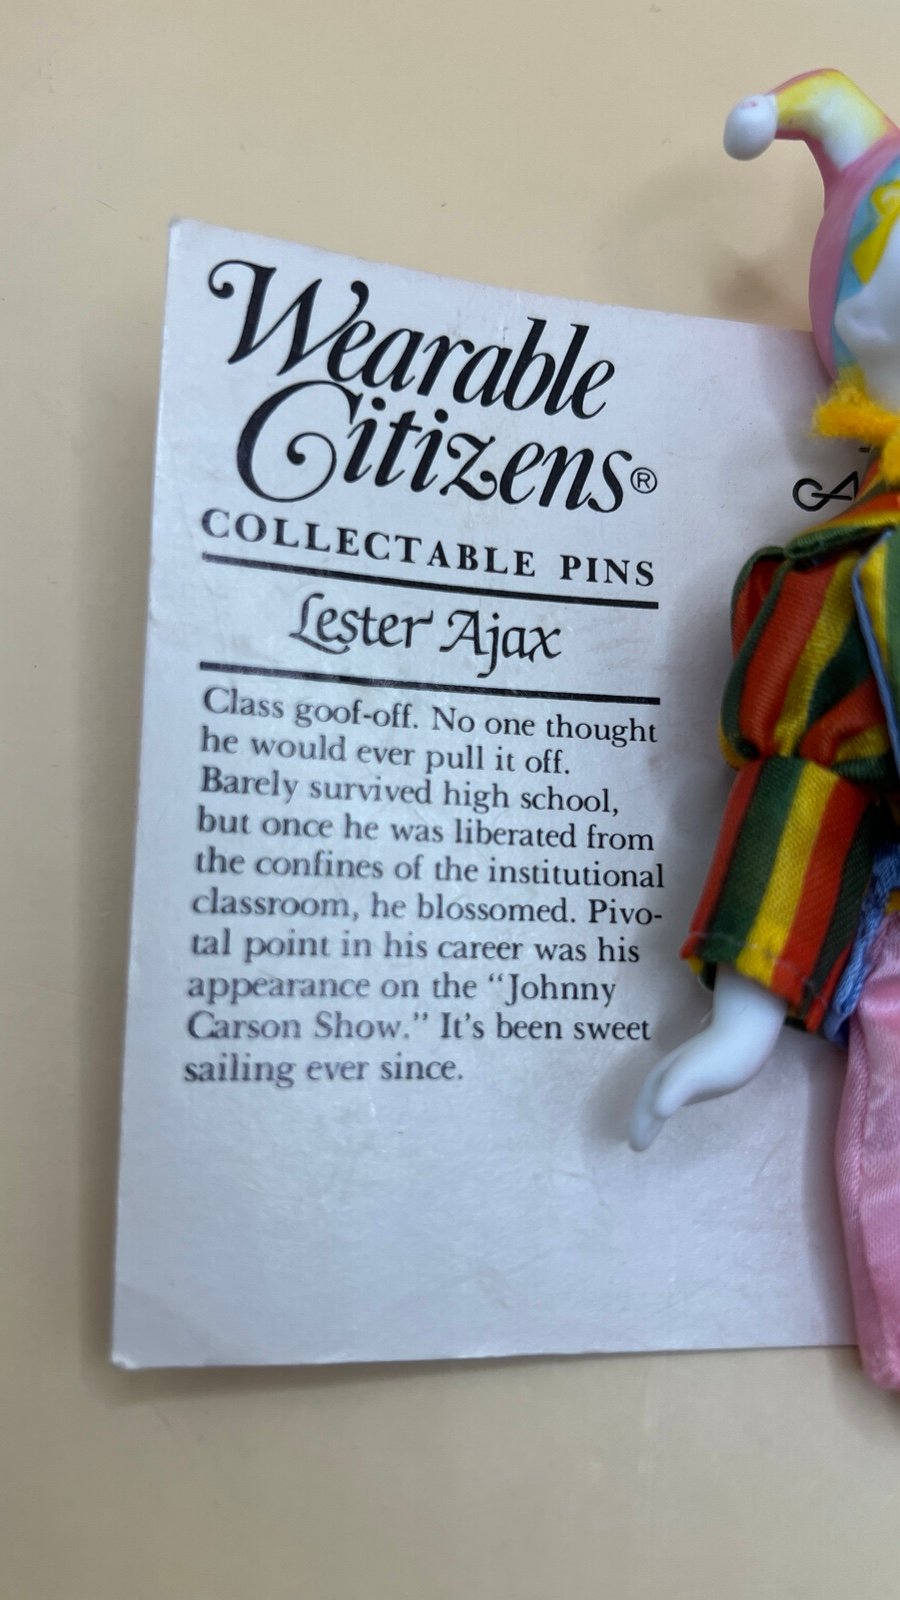 Wearable
Citizens®
COLLECTABLE PINS
Lester Ajax
Class goof-off. No one thought
he would ever pull it off.
Barely survived high school,
but once he was liberated from
the confines of the institutional
classroom, he blossomed. Pivo-
tal point in his career was his
appearance on the “Johnny
Carson Show.” It's been sweet
sailing ever since.